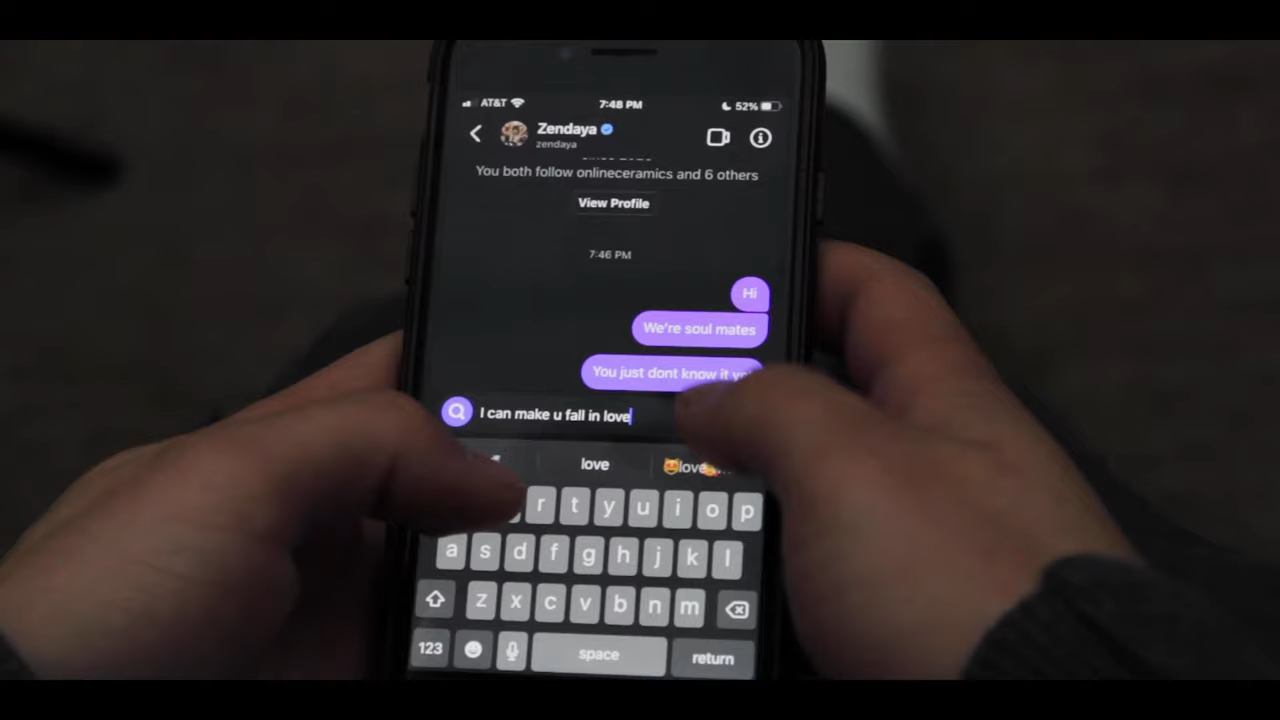 AT&T 7:48 PM 52%
Zendaya
zendaya
You both follow onlineceramics and 6 others
View Profile
7:46 PM
Hi
We're soul mates
You just dont know it
I can make u fall in love
love
love
r t y u i o p
a s d f g h j k l
z x c v b n m
123 space return